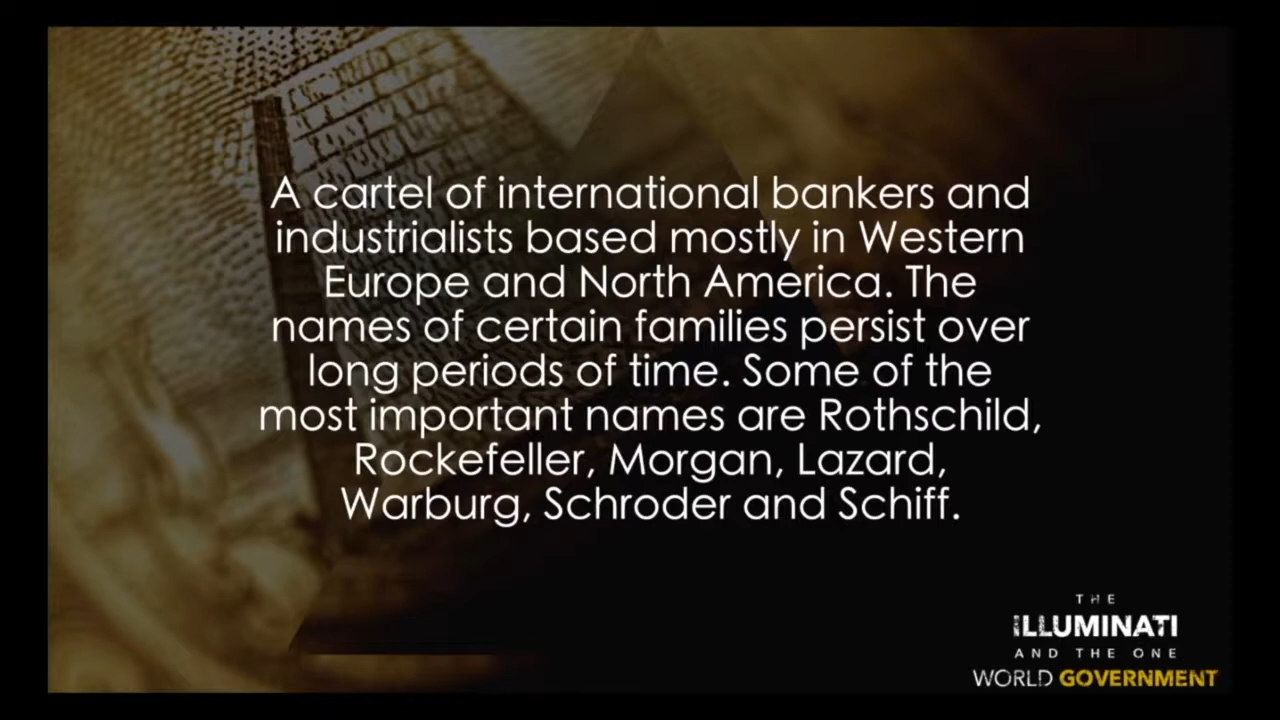 A cartel of international bankers and
industrialists based mostly in Western
Europe and North America. The
names of certain families persist over
long periods of time. Some of the
most important names are Rothschild,
Rockefeller, Morgan, Lazard,
Warburg, Schroder and Schiff.
THE
ILLUMINATI
AND THE ONE
WORLD GOVERNMENT